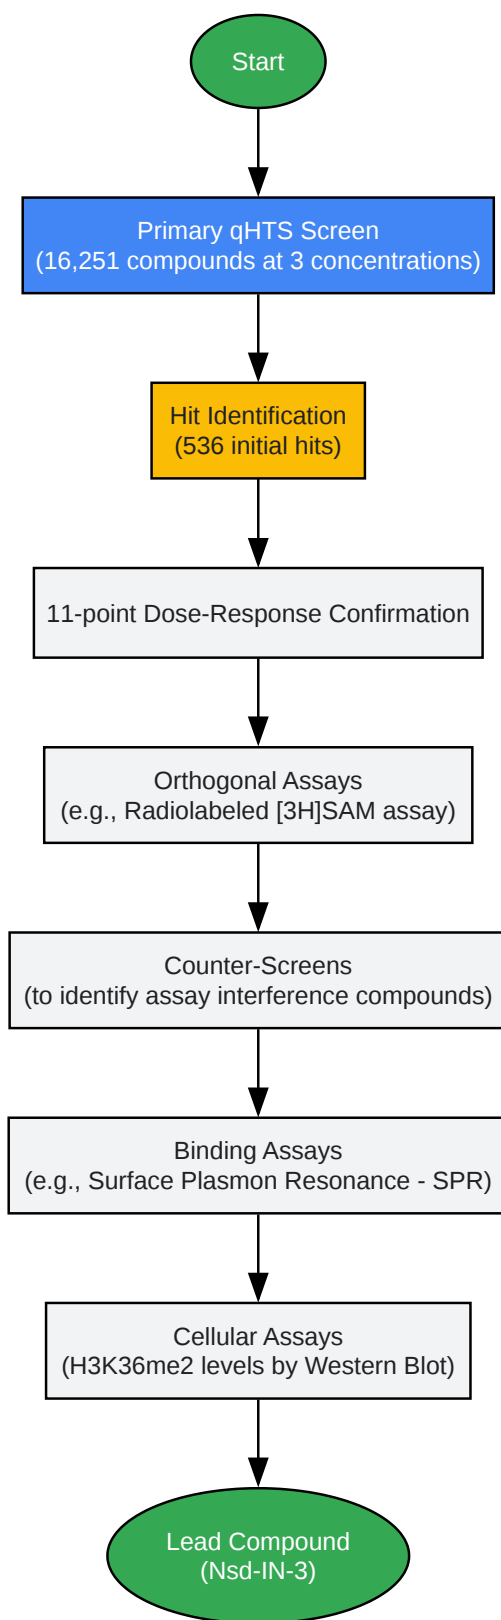 Start
Primary qHTS Screen
(16,251 compounds at 3 concentrations)
Hit Identification
(536 initial hits)
11-point Dose-Response Confirmation
Orthogonal Assays
(e.g., Radiolabeled [3H]SAM assay)
Counter-Screens
(to identify assay interference compounds)
Binding Assays
(e.g., Surface Plasmon Resonance - SPR)
Cellular Assays
(H3K36me2 levels by Western Blot)
Lead Compound
(Nsd-IN-3)